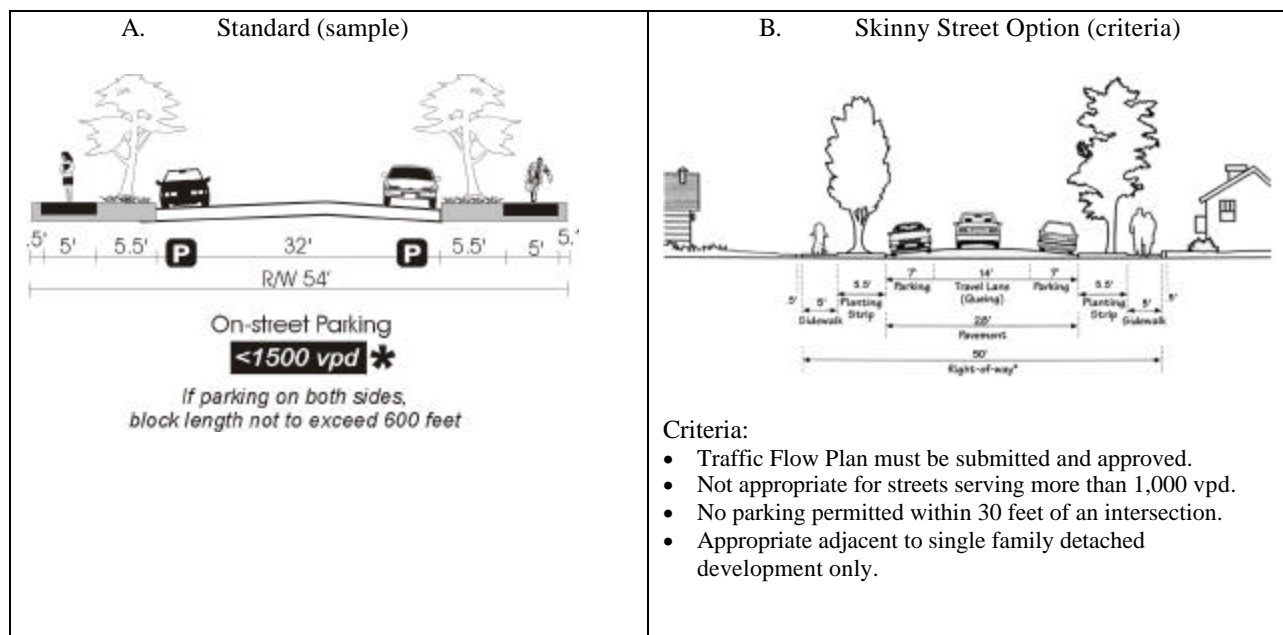 A. Standard (sample)
.5' 5' 5.5' P 32' P 5.5' 5' 5.'
R/W 54'
On-street Parking
<1500 vpd *
If parking on both sides,
block length not to exceed 600 feet
B. Skinny Street Option (criteria)
7' 14' 7'
5.5' Parking Travel Lane Parking 5.5'
.5' 5' Planting (Queing) Planting 5' .5'
Sidewalk Strip Strip Sidewalk
28'
Pavement
50'
Right-of-way*
Criteria:
• Traffic Flow Plan must be submitted and approved.
• Not appropriate for streets serving more than 1,000 vpd.
• No parking permitted within 30 feet of an intersection.
• Appropriate adjacent to single family detached
development only.